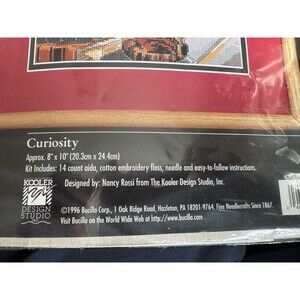 Curiosity
Approx. 8" x 10" (20.3cm x 24.4cm)
Kit Includes: 14 count aida, cotton embroidery floss, needle and easy-to-follow instructions.
KOOLER
DESIGN
STUDIO
Designed by: Nancy Rossi from The Kooler Design Studio, Inc.
©1996 Bucilla Corp., 1 Oak Ridge Road, Hazleton, PA 18201-9764. Fine Needlecrafts Since 1867.
Visit Bucilla on the World Wide Web at http://www.bucilla.com